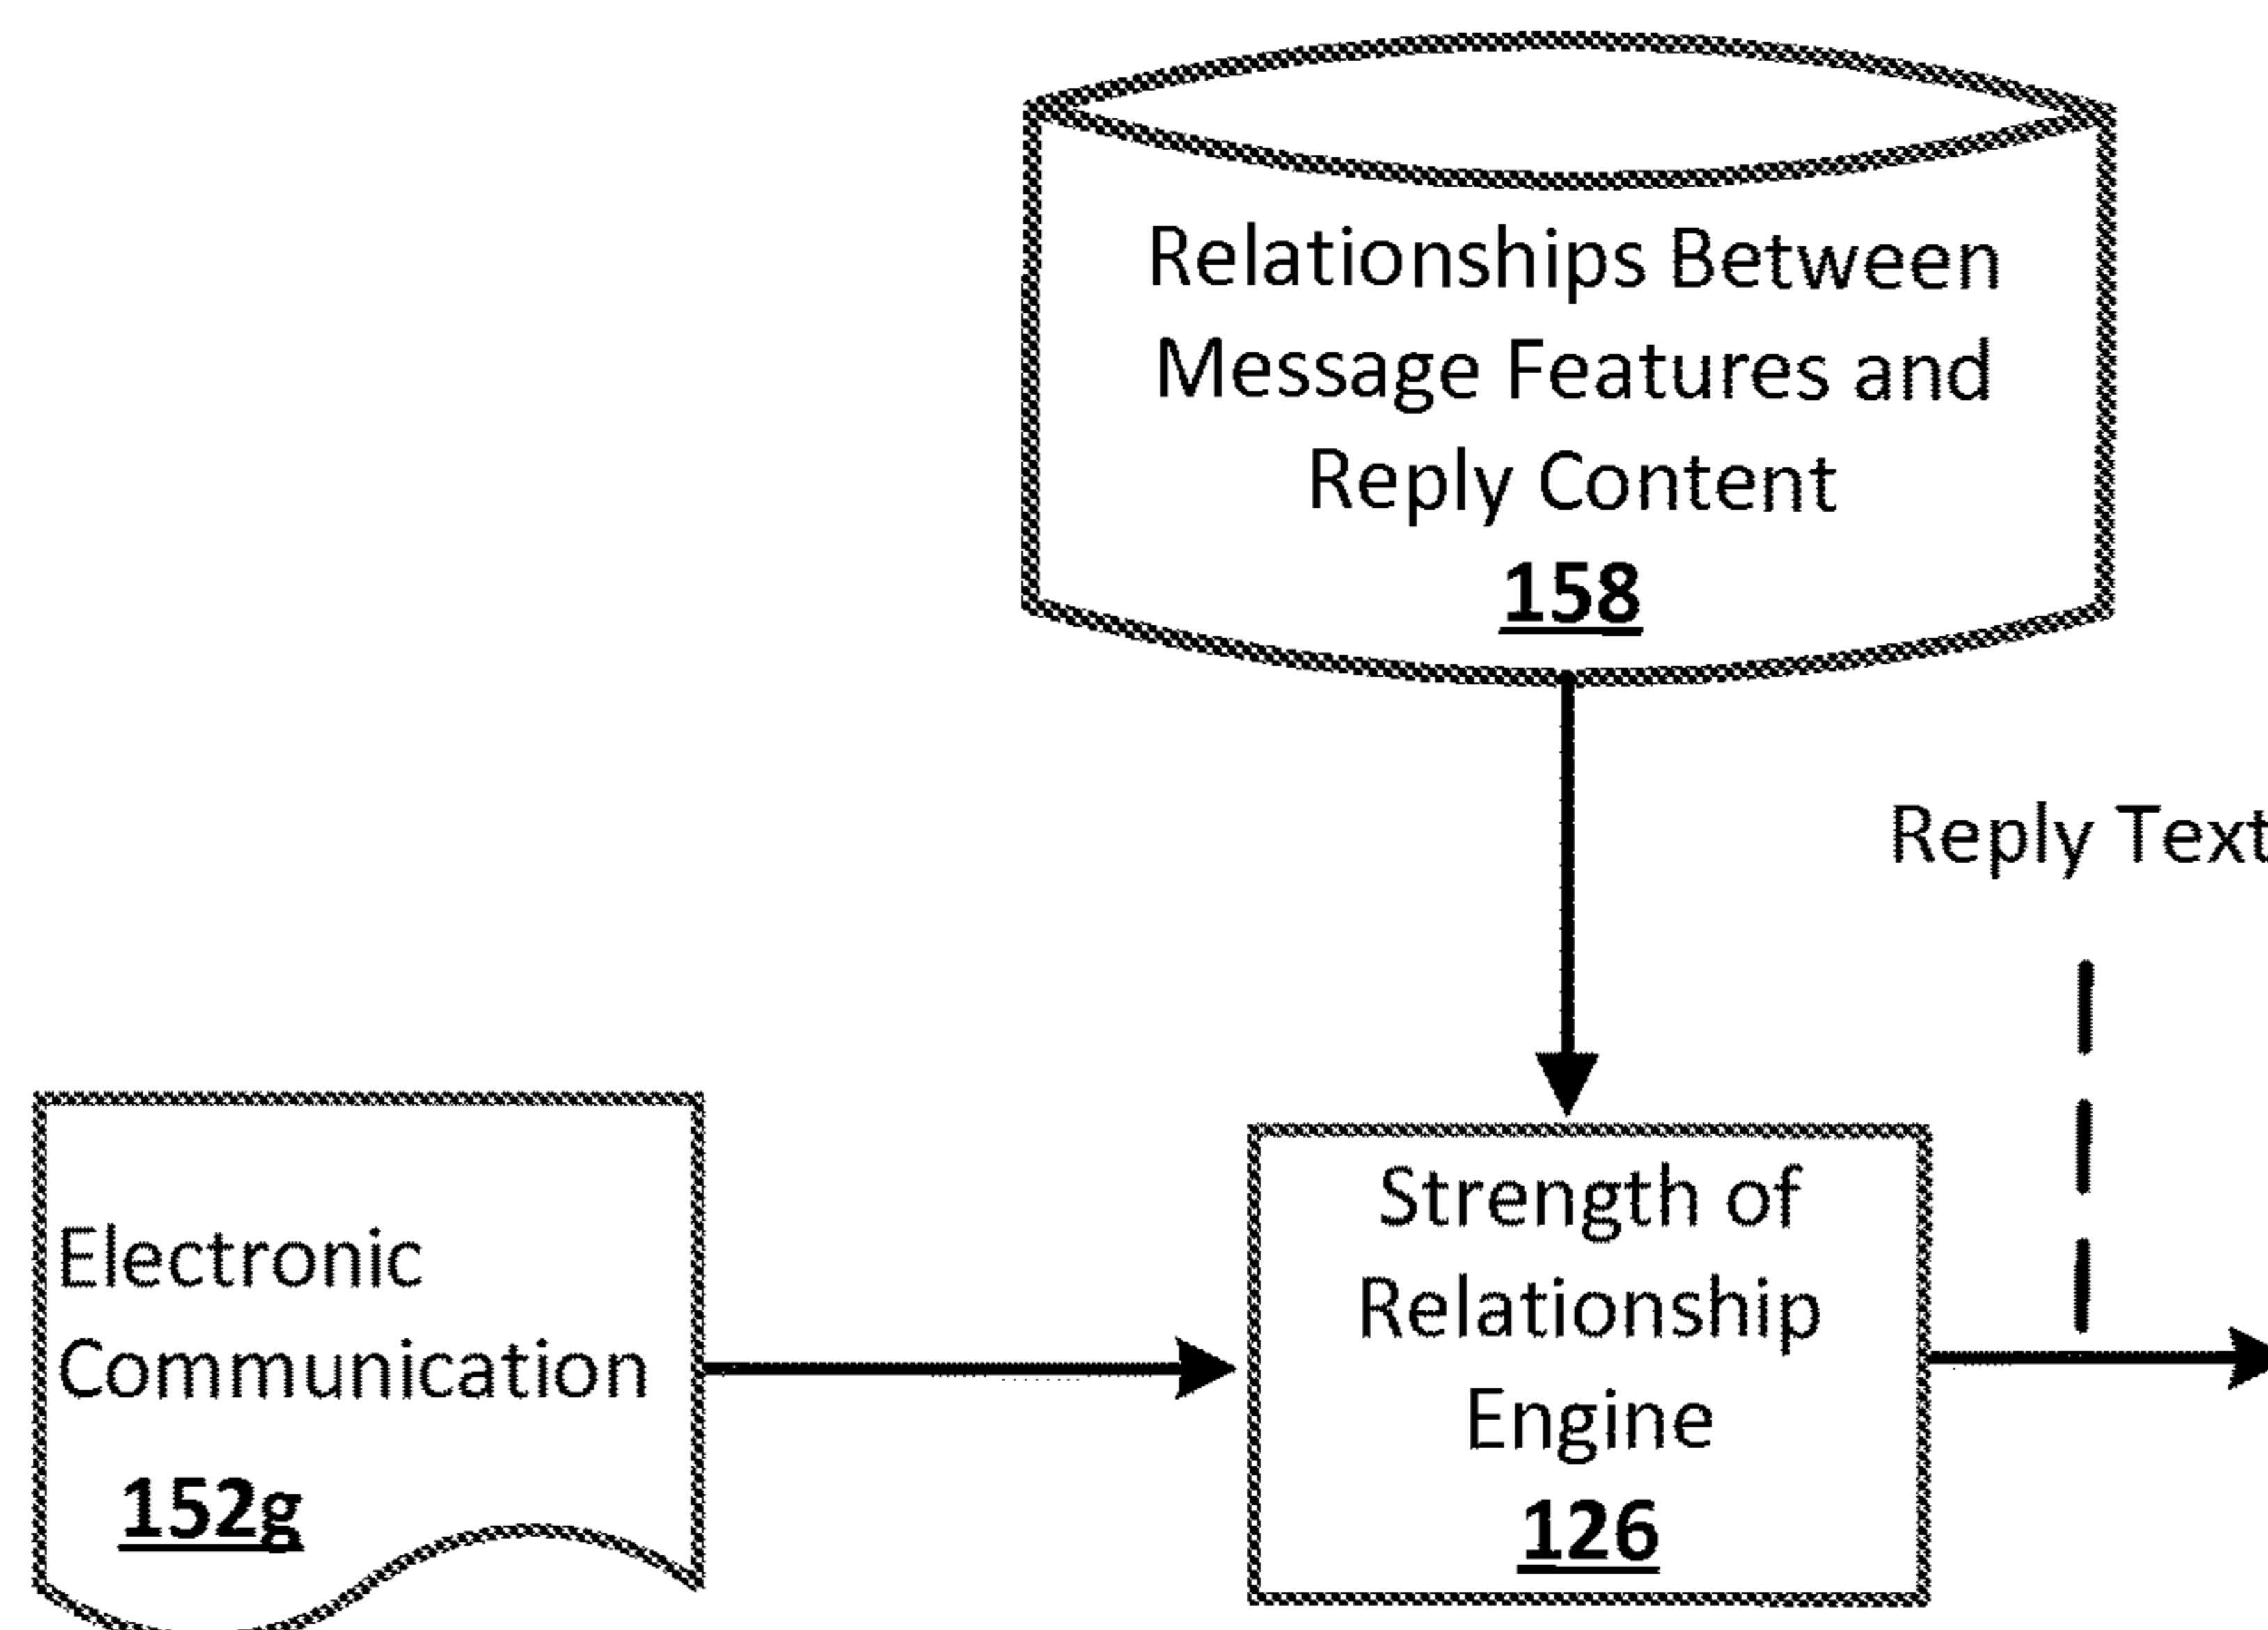 Relationships Between
Message Features and
Reply Content
158
Reply Text
Electronic
Communication
152g
Strength of
Relationship
Engine
126